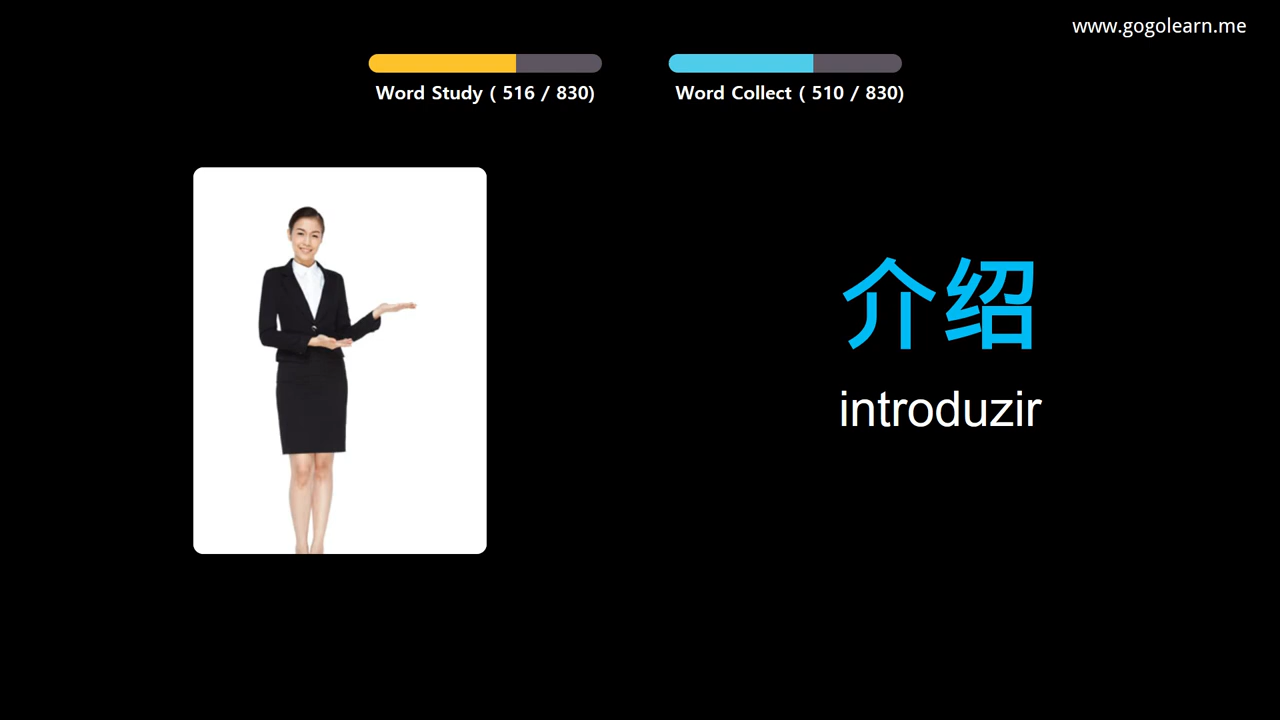 www.gogolearn.me
Word Study ( 516 / 830)
Word Collect ( 510 / 830)
介绍
introduzir